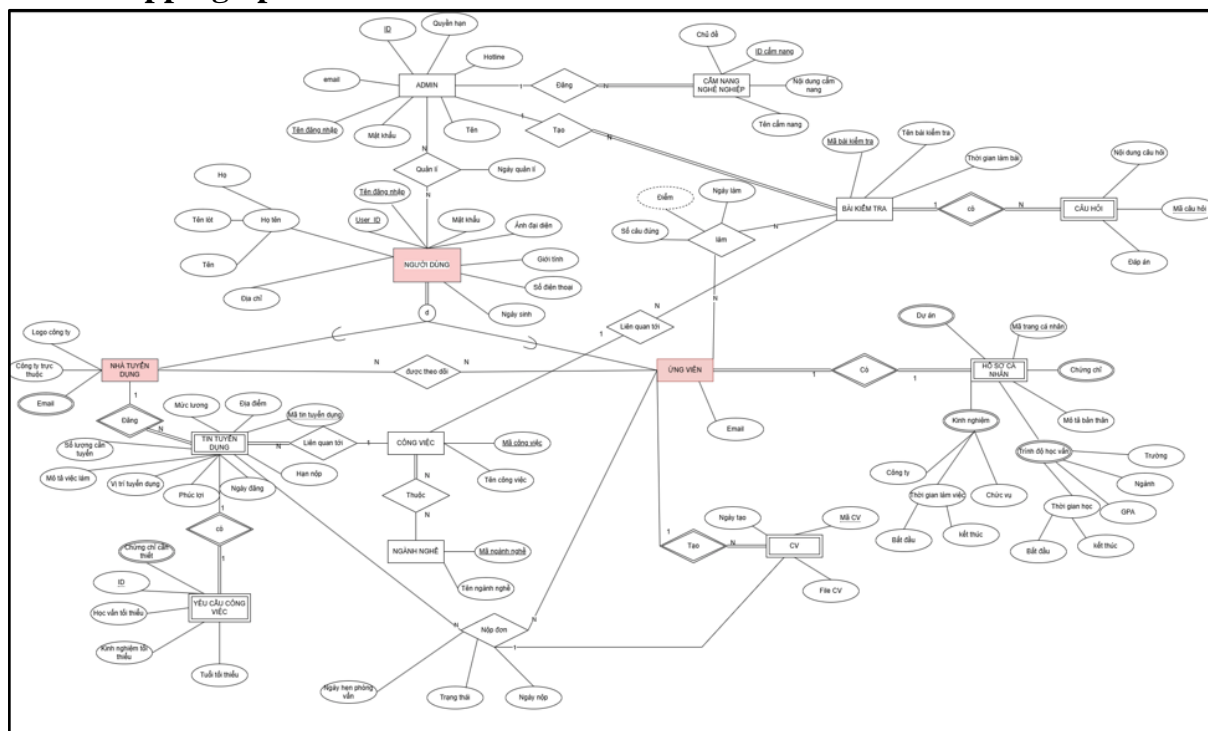 ID
Quyền hạn
Hotline
email
ADMIN
Tên đăng nhập
Mật khẩu
Tên
1
Đăng
N
Chủ đề
ID cẩm nang
CẨM NANG
NGHỀ NGHIỆP
Nội dung cẩm
nang
Tên cẩm nang
1
Tạo
N
N
Quản lí
Ngày quản lí
N
Mã bài kiểm tra
Tên bài kiểm tra
Thời gian làm bài
BÀI KIỂM TRA
1
có
N
Nội dung câu hỏi
CÂU HỎI
Mã câu hỏi
Đáp án
Điểm
Ngày làm
Số câu đúng
làm
N
N
Họ
Tên lót
Họ tên
Tên
Tên đăng nhập
User_ID
Mật khẩu
Ảnh đại diện
NGƯỜI DÙNG
Giới tính
Số điện thoại
Địa chỉ
Ngày sinh
d
N
1
Liên quan tới
Logo công ty
Công ty trực
thuộc
NHÀ TUYỂN
DỤNG
Email
N
được theo dõi
N
ỨNG VIÊN
Email
1
Có
1
Dự án
Mã trang cá nhân
HỒ SƠ CÁ
NHÂN
Chứng chỉ
Mô tả bản thân
Kinh nghiệm
Công ty
Thời gian làm việc
Chức vụ
Bắt đầu
kết thúc
Trình độ học vấn
Trường
Ngành
GPA
Thời gian học
Bắt đầu
kết thúc
1
Đăng
N
Mức lương
Địa điểm
Mã tin tuyển dụng
Số lượng cần
tuyển
TIN TUYỂN
DỤNG
Mô tả việc làm
Vị trí tuyển dụng
Phúc lợi
Ngày đăng
Hạn nộp
N
Liên quan tới
1
1
CÔNG VIỆC
Mã công việc
Tên công việc
N
Thuộc
N
NGÀNH NGHỀ
Mã ngành nghề
Tên ngành nghề
1
có
1
Chứng chỉ cần
thiết
ID
Học vấn tối thiểu
YÊU CẦU CÔNG
VIỆC
Kinh nghiệm tối
thiểu
Tuổi tối thiểu
1
Tạo
N
Ngày tạo
Mã CV
CV
File CV
N
Nộp đơn
N
1
Ngày hẹn phỏng
vấn
Trạng thái
Ngày nộp